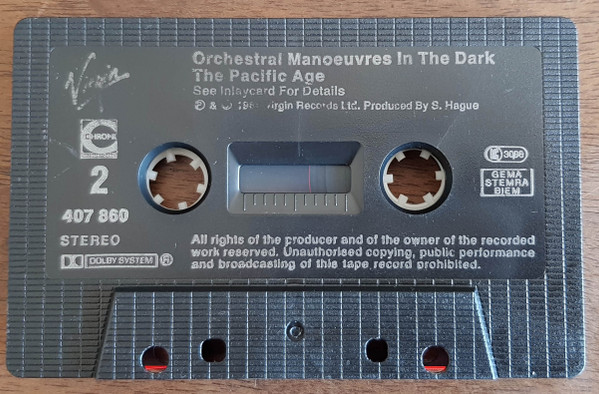 Virgin
Orchestral Manoeuvres In The Dark
The Pacific Age
See Inlaycard For Details
℗ & © Virgin Records Ltd. Produced By S. Hague
CHROME
2
407 860
STEREO
DOLBY SYSTEM ®
LC 3098
GEMA
STEMRA
BIEM
All rights of the producer and of the owner of the recorded
work reserved. Unauthorised copying, public performance
and broadcasting of this tape record prohibited.